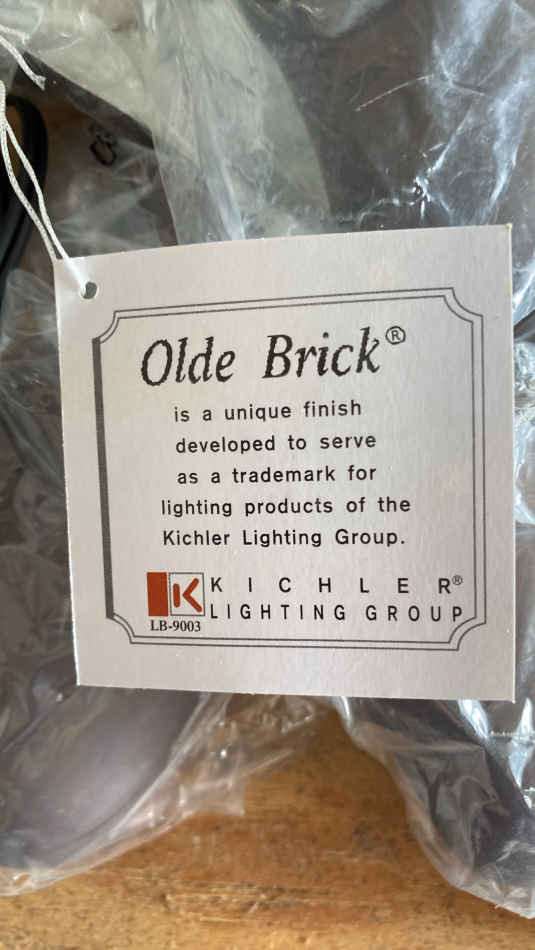 Olde Brick®
is a unique finish
developed to serve
as a trademark for
lighting products of the
Kichler Lighting Group.
K KICHLER®
LIGHTING GROUP
LB-9003